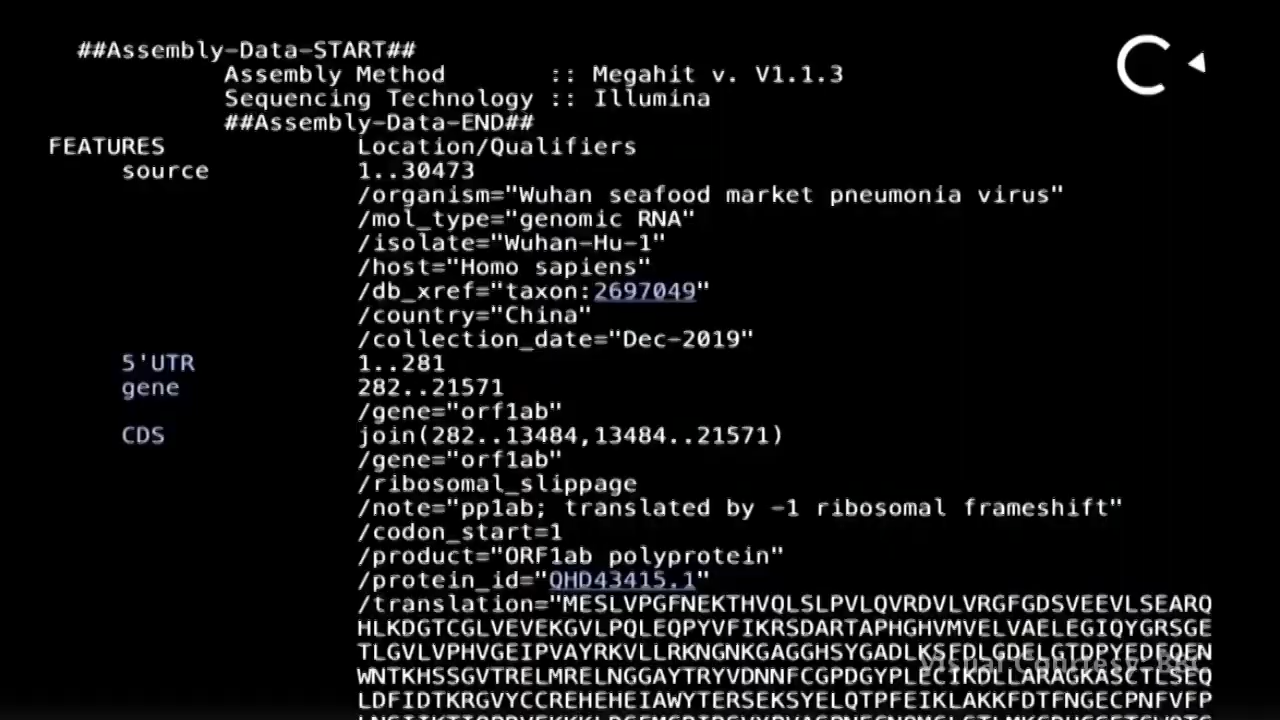 ##Assembly-Data-START##
Assembly Method :: Megahit v. V1.1.3
Sequencing Technology :: Illumina
##Assembly-Data-END##
FEATURES Location/Qualifiers
source 1..30473
/organism="Wuhan seafood market pneumonia virus"
/mol_type="genomic RNA"
/isolate="Wuhan-Hu-1"
/host="Homo sapiens"
/db_xref="taxon:2697049"
/country="China"
/collection_date="Dec-2019"
5'UTR 1..281
gene 282..21571
/gene="orf1ab"
CDS join(282..13484,13484..21571)
/gene="orf1ab"
/ribosomal_slippage
/note="pp1ab; translated by -1 ribosomal frameshift"
/codon_start=1
/product="ORF1ab polyprotein"
/protein_id="QHD43415.1"
/translation="MESLVPGFNEKTHVQLSLPVLQVRDVLVRGFGDSVEEVLSEARQ
HLKDGTCGLVEVEKGVLPQLEQPYVFIKRSDARTAPHGHVMVELVAELEGIQYGRSGE
TLGVLVPHVGEIPVAYRKVLLRKNGNKGAGGHSYGADLKSFDLGDELGTDPYEDFQEN
WNTKHSSGVTRELMRELNGGAYTRYVDNNFCGPDGYPLECIKDLLARAGKASCTLSEQ
LDFIDTKRGVYCCREHEHEIAWYTERSEKSYELQTPFEIKLAKKFDTFNGECPNFVFP
Visual Courtesy: BBC